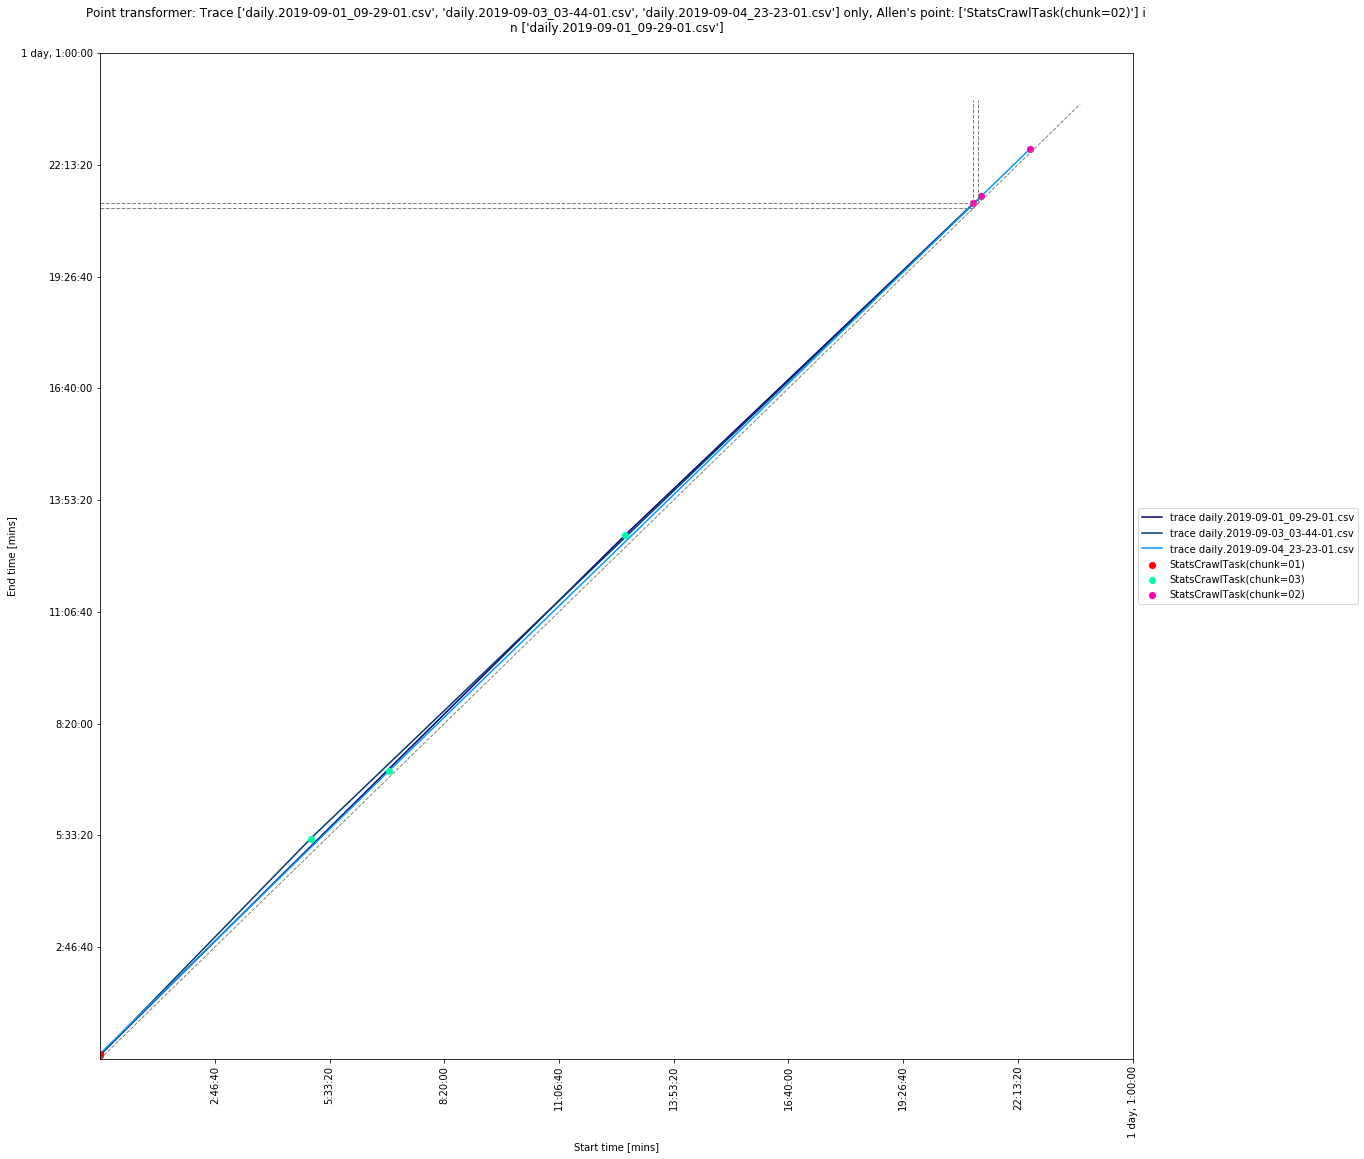 Point transformer: Trace ['daily.2019-09-01_09-29-01.csv', 'daily.2019-09-03_03-44-01.csv', 'daily.2019-09-04_23-23-01.csv'] only, Allen's point: ['StatsCrawlTask(chunk=02)'] i
n ['daily.2019-09-01_09-29-01.csv']
1 day, 1:00:00
22:13:20
19:26:40
16:40:00
13:53:20
11:06:40
8:20:00
5:33:20
2:46:40
End time [mins]
trace daily.2019-09-01_09-29-01.csv
trace daily.2019-09-03_03-44-01.csv
trace daily.2019-09-04_23-23-01.csv
StatsCrawlTask(chunk=01)
StatsCrawlTask(chunk=03)
StatsCrawlTask(chunk=02)
2:46:40
5:33:20
8:20:00
11:06:40
13:53:20
16:40:00
19:26:40
22:13:20
1 day, 1:00:00
Start time [mins]